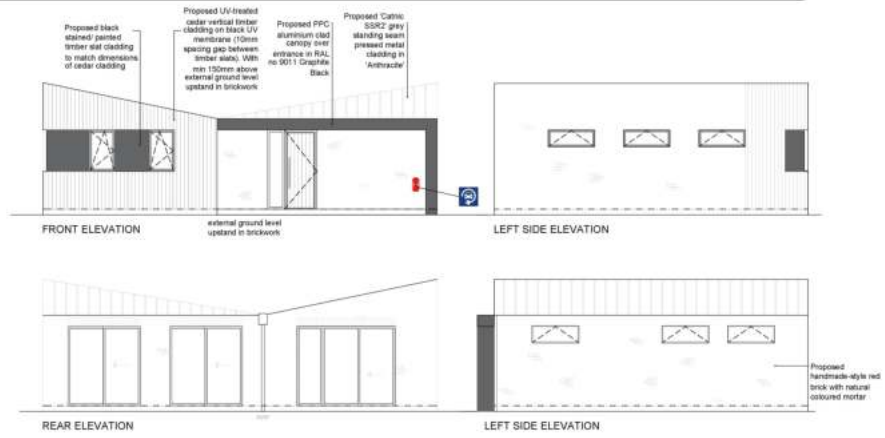 Proposed black
stained/ painted
timber slat cladding
to match dimensions
of cedar cladding
Proposed UV-treated
cedar vertical timber
cladding on black UV
membrane (10mm
spacing gap between
timber slats). With
min 150mm above
external ground level
upstand in brickwork
Proposed PPC
aluminium clad
canopy over
entrance in RAL
no 9011 Graphite
Black
Proposed 'Catnic
SSR2' grey
standing seam
pressed metal
cladding in
'Anthracite'
FRONT ELEVATION
external ground level
upstand in brickwork
LEFT SIDE ELEVATION
REAR ELEVATION
LEFT SIDE ELEVATION
Proposed
handmade-style red
brick with natural
coloured mortar